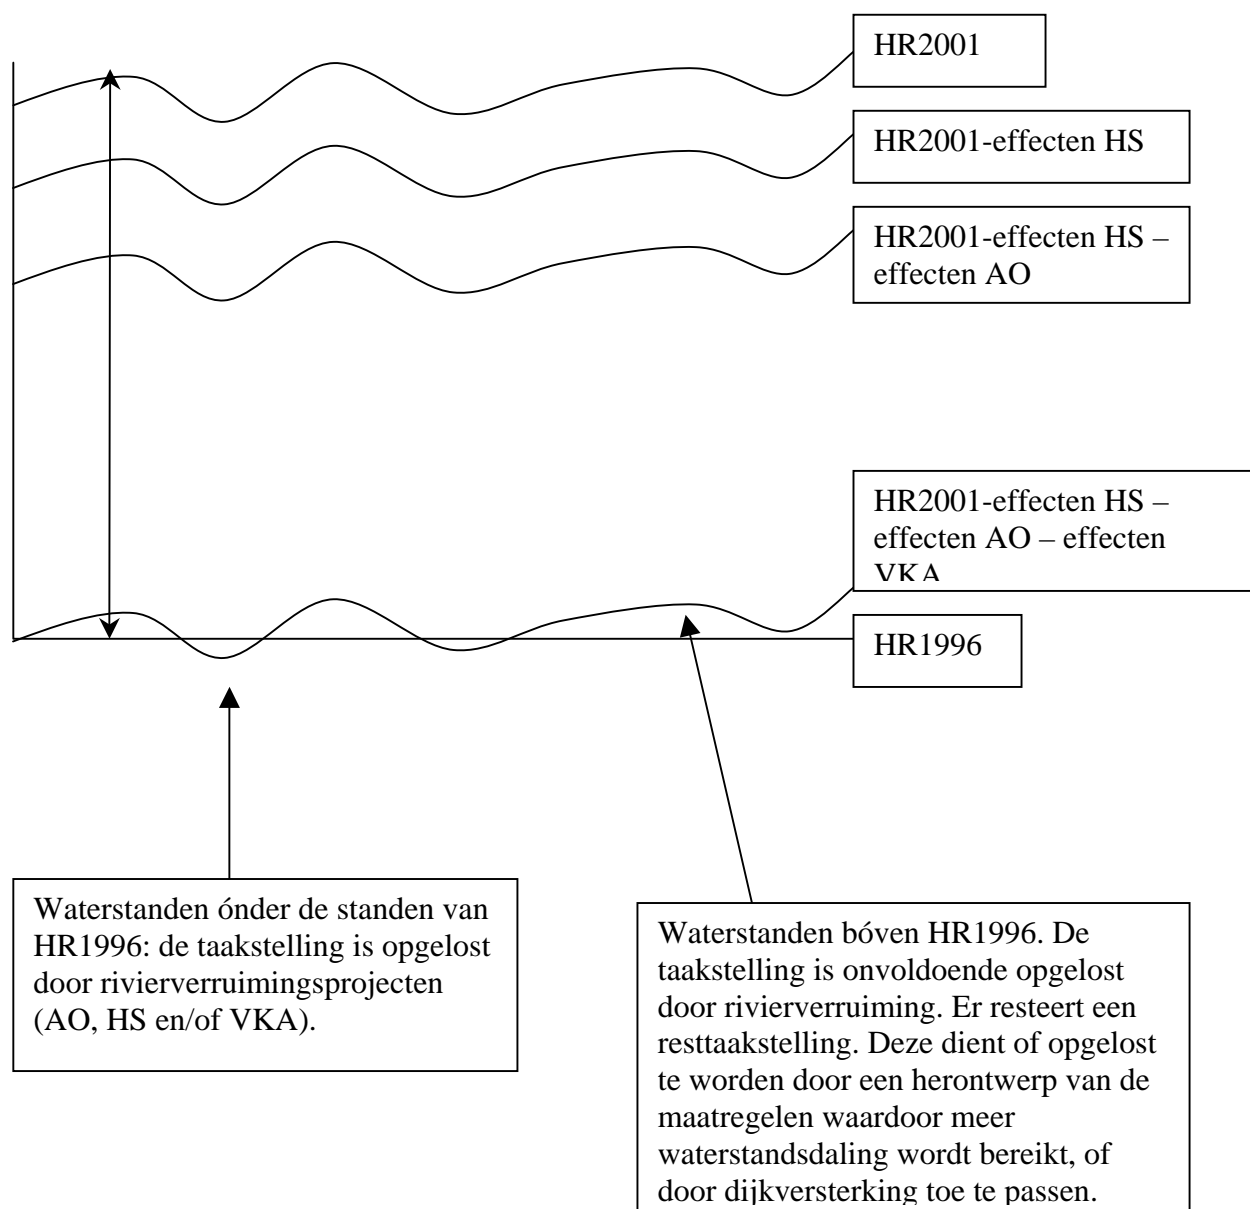 HR2001
HR2001-effecten HS
HR2001-effecten HS –
effecten AO
HR2001-effecten HS –
effecten AO – effecten
VKA
HR1996
Waterstanden ónder de standen van
HR1996: de taakstelling is opgelost
door rivierverruimingsprojecten
(AO, HS en/of VKA).
Waterstanden bóven HR1996. De
taakstelling is onvoldoende opgelost
door rivierverruiming. Er resteert een
resttaakstelling. Deze dient of opgelost
te worden door een herontwerp van de
maatregelen waardoor meer
waterstandsdaling wordt bereikt, of
door dijkversterking toe te passen.